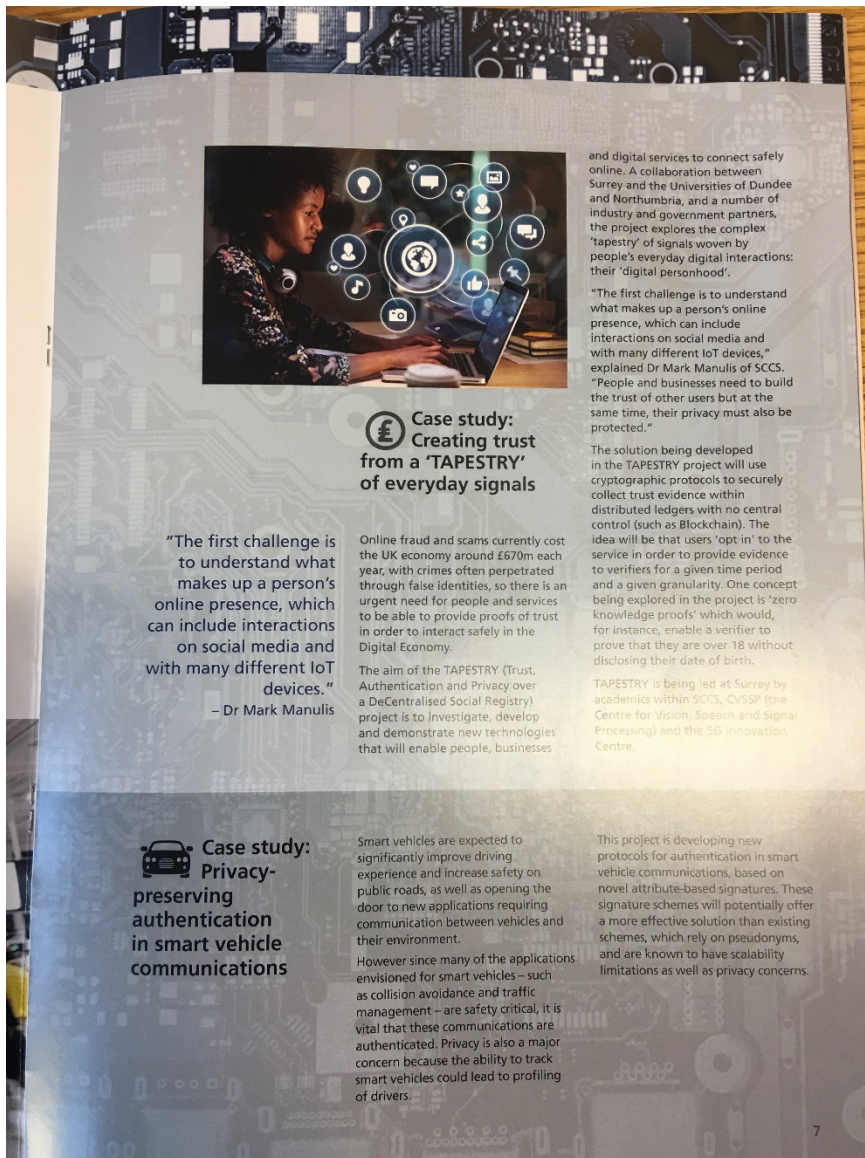 Case study:
Creating trust
from a ‘TAPESTRY’
of everyday signals
“The first challenge is
to understand what
makes up a person’s
online presence, which
can include interactions
on social media and
with many different IoT
devices.”
– Dr Mark Manulis
Online fraud and scams currently cost
the UK economy around £670m each
year, with crimes often perpetrated
through false identities, so there is an
urgent need for people and services
to be able to provide proofs of trust
in order to interact safely in the
Digital Economy.
The aim of the TAPESTRY (Trust,
Authentication and Privacy over
a DeCentralised Social Registry)
project is to investigate, develop
and demonstrate new technologies
that will enable people, businesses
and digital services to connect safely
online. A collaboration between
Surrey and the Universities of Dundee
and Northumbria, and a number of
industry and government partners,
the project explores the complex
‘tapestry’ of signals woven by
people’s everyday digital interactions:
their ‘digital personhood’.
“The first challenge is to understand
what makes up a person’s online
presence, which can include
interactions on social media and
with many different IoT devices,”
explained Dr Mark Manulis of SCCS.
“People and businesses need to build
the trust of other users but at the
same time, their privacy must also be
protected.”
The solution being developed
in the TAPESTRY project will use
cryptographic protocols to securely
collect trust evidence within
distributed ledgers with no central
control (such as Blockchain). The
idea will be that users ‘opt in’ to the
service in order to provide evidence
to verifiers for a given time period
and a given granularity. One concept
being explored in the project is ‘zero
knowledge proofs’ which would,
for instance, enable a verifier to
prove that they are over 18 without
disclosing their date of birth.
TAPESTRY is being led at Surrey by
academics within SCCS, CVSSP (the
Centre for Vision, Speech and Signal
Processing) and the 5G Innovation
Centre.
Case study:
Privacy-
preserving
authentication
in smart vehicle
communications
Smart vehicles are expected to
significantly improve driving
experience and increase safety on
public roads, as well as opening the
door to new applications requiring
communication between vehicles and
their environment.
However since many of the applications
envisioned for smart vehicles – such
as collision avoidance and traffic
management – are safety critical, it is
vital that these communications are
authenticated. Privacy is also a major
concern because the ability to track
smart vehicles could lead to profiling
of drivers.
This project is developing new
protocols for authentication in smart
vehicle communications, based on
novel attribute-based signatures. These
signature schemes will potentially offer
a more effective solution than existing
schemes, which rely on pseudonyms,
and are known to have scalability
limitations as well as privacy concerns.
7